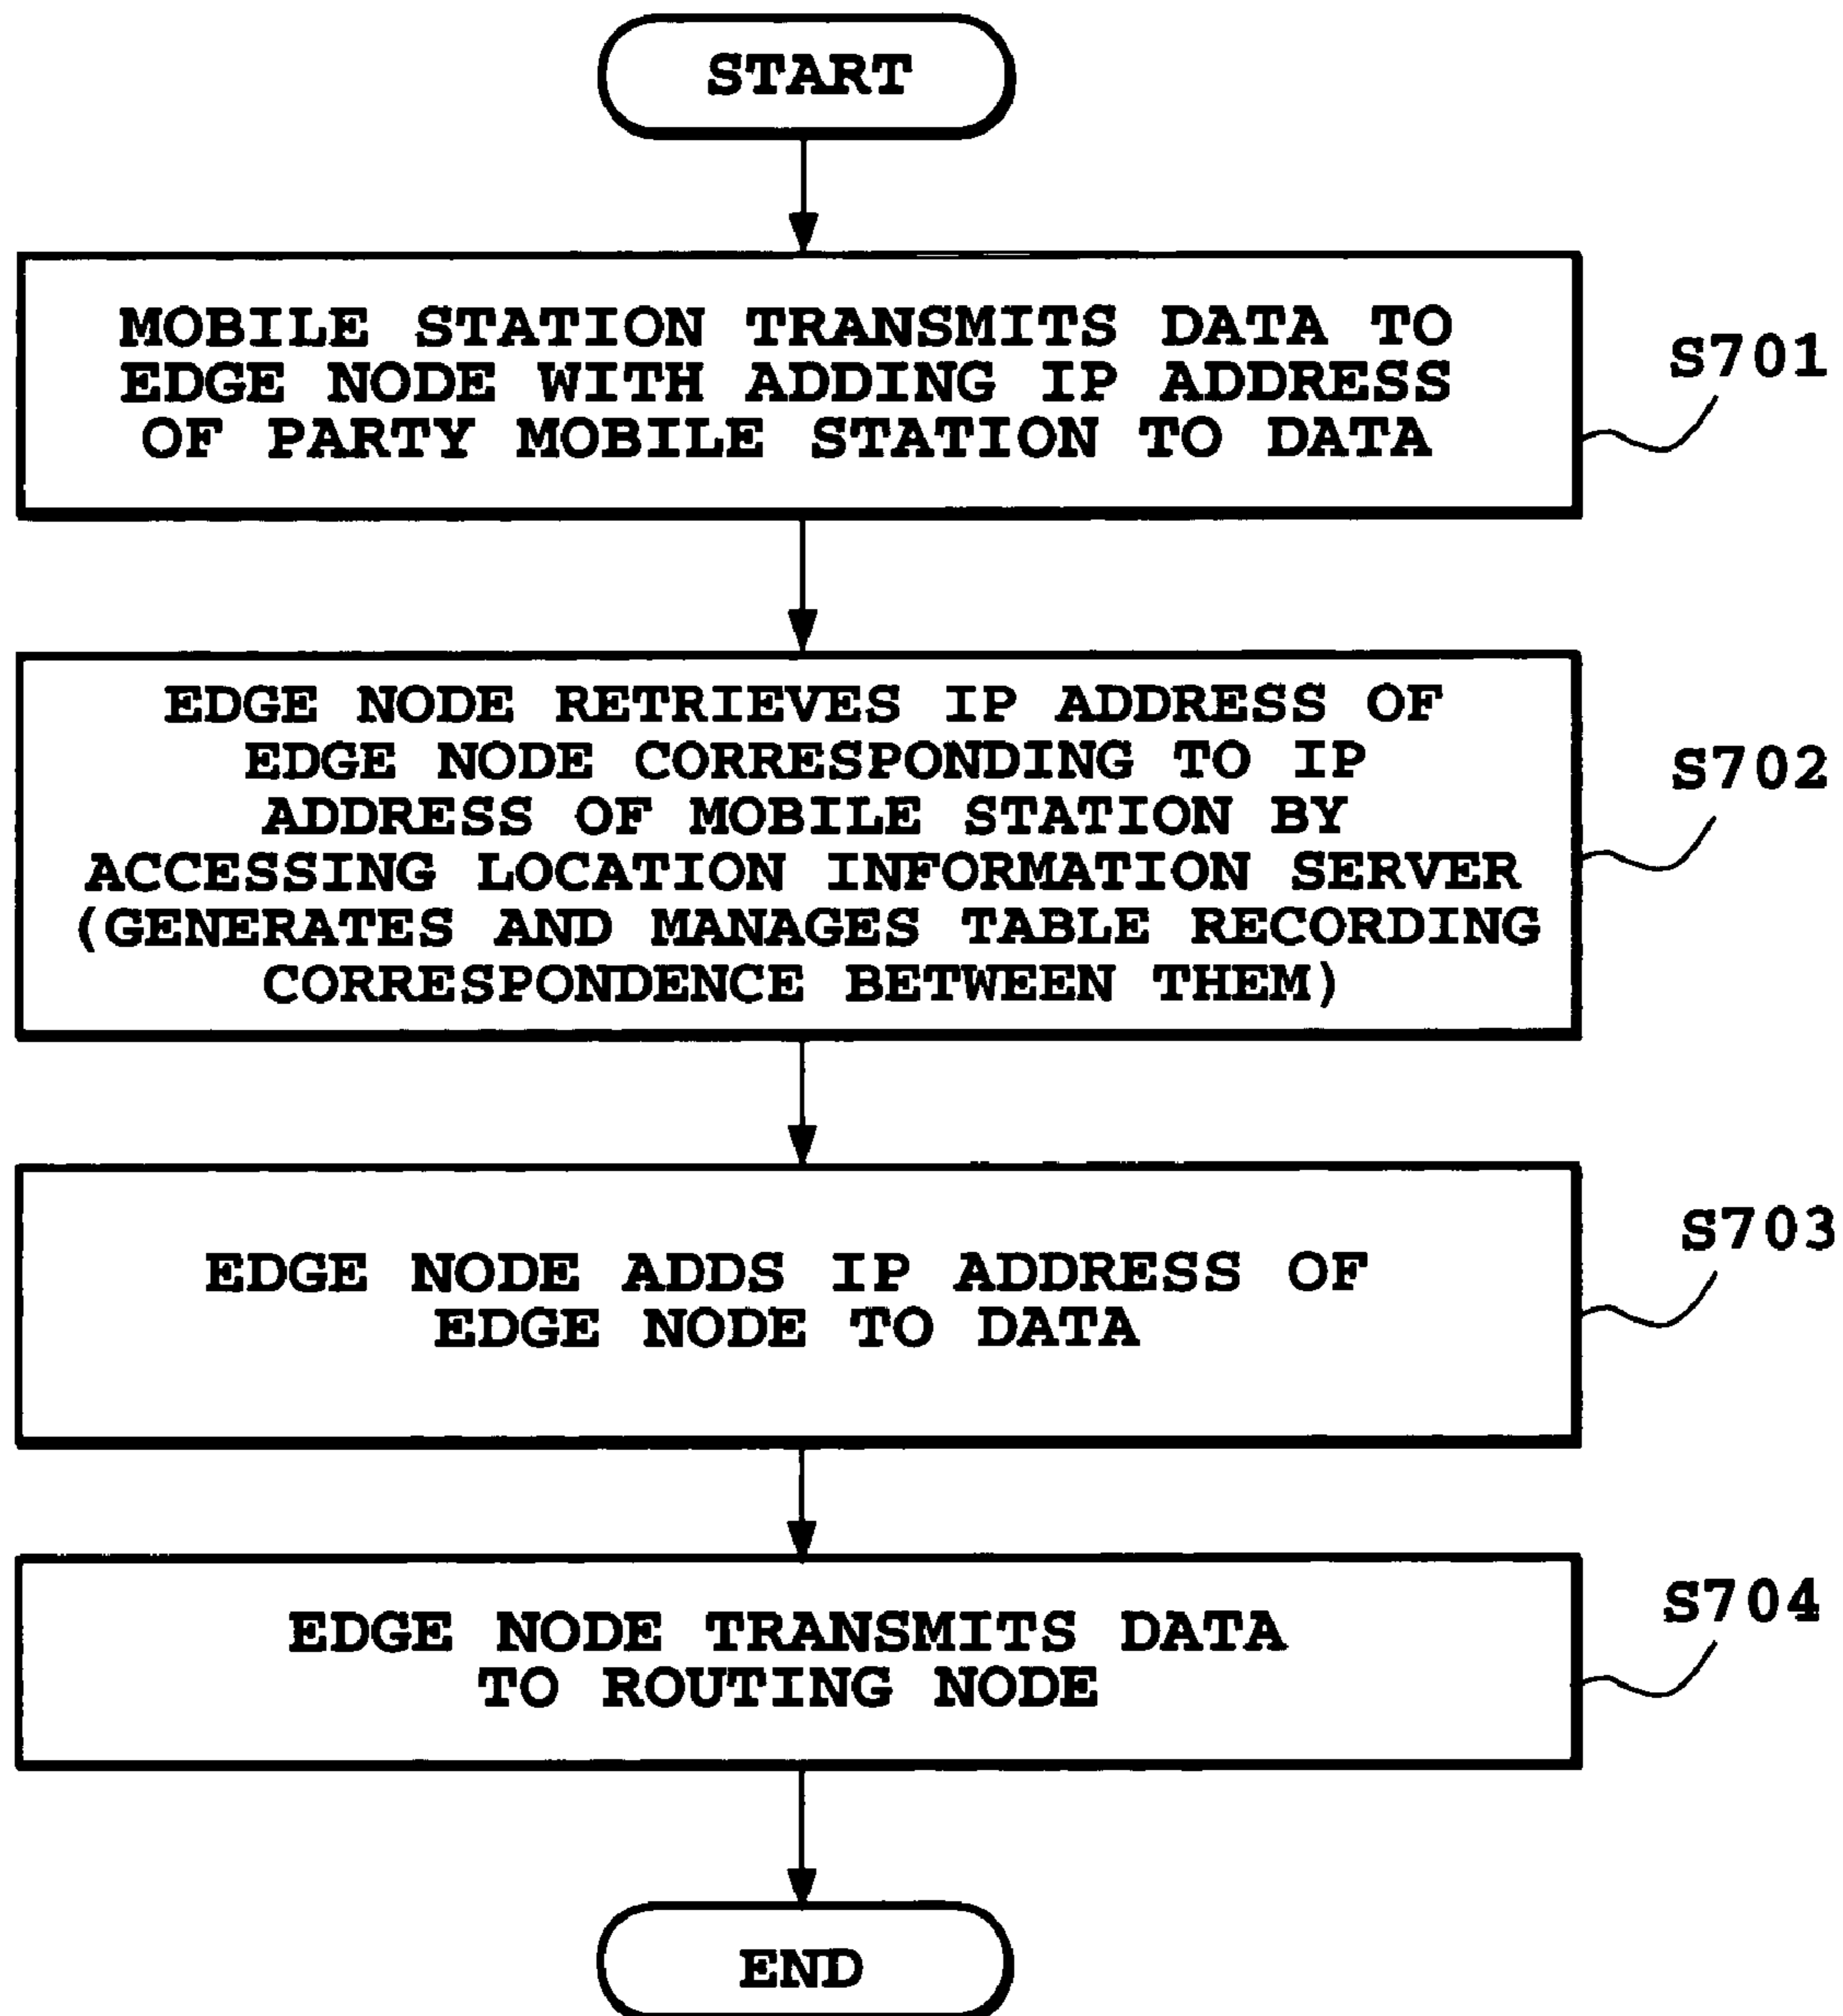 START
MOBILE STATION TRANSMITS DATA TO
EDGE NODE WITH ADDING IP ADDRESS
OF PARTY MOBILE STATION TO DATA
S701
EDGE NODE RETRIEVES IP ADDRESS OF
EDGE NODE CORRESPONDING TO IP
ADDRESS OF MOBILE STATION BY
ACCESSING LOCATION INFORMATION SERVER
(GENERATES AND MANAGES TABLE RECORDING
CORRESPONDENCE BETWEEN THEM)
S702
EDGE NODE ADDS IP ADDRESS OF
EDGE NODE TO DATA
S703
EDGE NODE TRANSMITS DATA
TO ROUTING NODE
S704
END